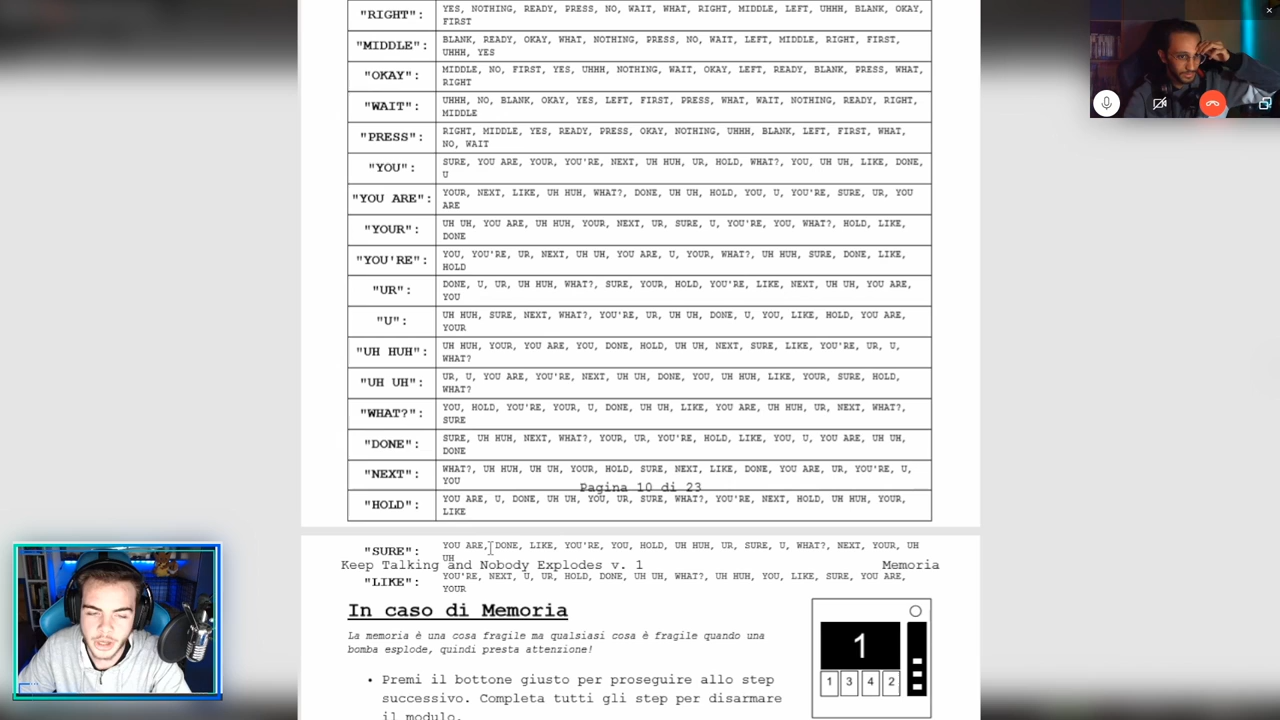 "RIGHT": YES, NOTHING, READY, PRESS, NO, WAIT, WHAT, RIGHT, MIDDLE, LEFT, UHHH, BLANK, OKAY,
FIRST
"MIDDLE": BLANK, READY, OKAY, WHAT, NOTHING, PRESS, NO, WAIT, LEFT, MIDDLE, RIGHT, FIRST,
UHHH, YES
"OKAY": MIDDLE, NO, FIRST, YES, UHHH, NOTHING, WAIT, OKAY, LEFT, READY, BLANK, PRESS, WHAT,
RIGHT
"WAIT": UHHH, NO, BLANK, OKAY, YES, LEFT, FIRST, PRESS, WHAT, WAIT, NOTHING, READY, RIGHT,
MIDDLE
"PRESS": RIGHT, MIDDLE, YES, READY, PRESS, OKAY, NOTHING, UHHH, BLANK, LEFT, FIRST, WHAT,
NO, WAIT
"YOU": SURE, YOU ARE, YOUR, YOU'RE, NEXT, UH HUH, UR, HOLD, WHAT?, YOU, UH UH, LIKE, DONE,
U
"YOU ARE": YOUR, NEXT, LIKE, UH HUH, WHAT?, DONE, UH UH, HOLD, YOU, U, YOU'RE, SURE, UR, YOU
ARE
"YOUR": UH UH, YOU ARE, UH HUH, YOUR, NEXT, UR, SURE, U, YOU'RE, YOU, WHAT?, HOLD, LIKE,
DONE
"YOU'RE": YOU, YOU'RE, UR, NEXT, UH UH, YOU ARE, U, YOUR, WHAT?, UH HUH, SURE, DONE, LIKE,
HOLD
"UR": DONE, U, UR, UH HUH, WHAT?, SURE, YOUR, HOLD, YOU'RE, LIKE, NEXT, UH UH, YOU ARE,
YOU
"U": UH HUH, SURE, NEXT, WHAT?, YOU'RE, UR, UH UH, DONE, U, YOU, LIKE, HOLD, YOU ARE,
YOUR
"UH HUH": UH HUH, YOUR, YOU ARE, YOU, DONE, HOLD, UH UH, NEXT, SURE, LIKE, YOU'RE, UR, U,
WHAT?
"UH UH": UR, U, YOU ARE, YOU'RE, NEXT, UH UH, DONE, YOU, UH HUH, LIKE, YOUR, SURE, HOLD,
WHAT?
"WHAT?": YOU, HOLD, YOU'RE, YOUR, U, DONE, UH UH, LIKE, YOU ARE, UH HUH, UR, NEXT, WHAT?,
SURE
"DONE": SURE, UH HUH, NEXT, WHAT?, YOUR, UR, YOU'RE, HOLD, LIKE, YOU, U, YOU ARE, UH UH,
DONE
"NEXT": WHAT?, UH HUH, UH UH, YOUR, HOLD, SURE, NEXT, LIKE, DONE, YOU ARE, UR, YOU'RE, U,
YOU
Pagina 10 di 23
"HOLD": YOU ARE, U, DONE, UH UH, YOU, UR, SURE, WHAT?, YOU'RE, NEXT, HOLD, UH HUH, YOUR,
LIKE
"SURE": YOU ARE, DONE, LIKE, YOU'RE, YOU, HOLD, UH HUH, UR, SURE, U, WHAT?, NEXT, YOUR, UH
UH
Keep Talking and Nobody Explodes v. 1 Memoria
"LIKE": YOU'RE, NEXT, U, UR, HOLD, DONE, UH UH, WHAT?, UH HUH, YOU, LIKE, SURE, YOU ARE,
YOUR
In caso di Memoria
La memoria è una cosa fragile ma qualsiasi cosa è fragile quando una
bomba esplode, quindi presta attenzione!
1
1 3 4 2
• Premi il bottone giusto per proseguire allo step
successivo. Completa tutti gli step per disarmare
il modulo.